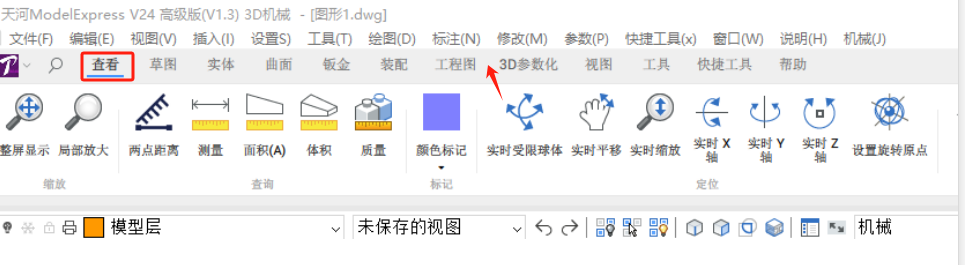 天河ModelExpress V24 高级版(V1.3) 3D机械 - [图形1.dwg]
文件(F) 编辑(E) 视图(V) 插入(I) 设置S) 工具(T) 绘图(D) 标注(N) 修改(M) 参数(P) 快捷工具(x) 窗口(W) 说明(H) 机械(J)
查看 草图 实体 曲面 钣金 装配 工程图 3D参数化 视图 工具 快捷工具 帮助
整屏显示 局部放大 两点距离 测量 面积(A) 体积 质量 颜色标记 实时受限球体 实时平移 实时缩放 实时 X 轴 实时 Y 轴 实时 Z 轴 设置旋转原点
缩放 查询 标记 定位
模型层 未保存的视图 机械